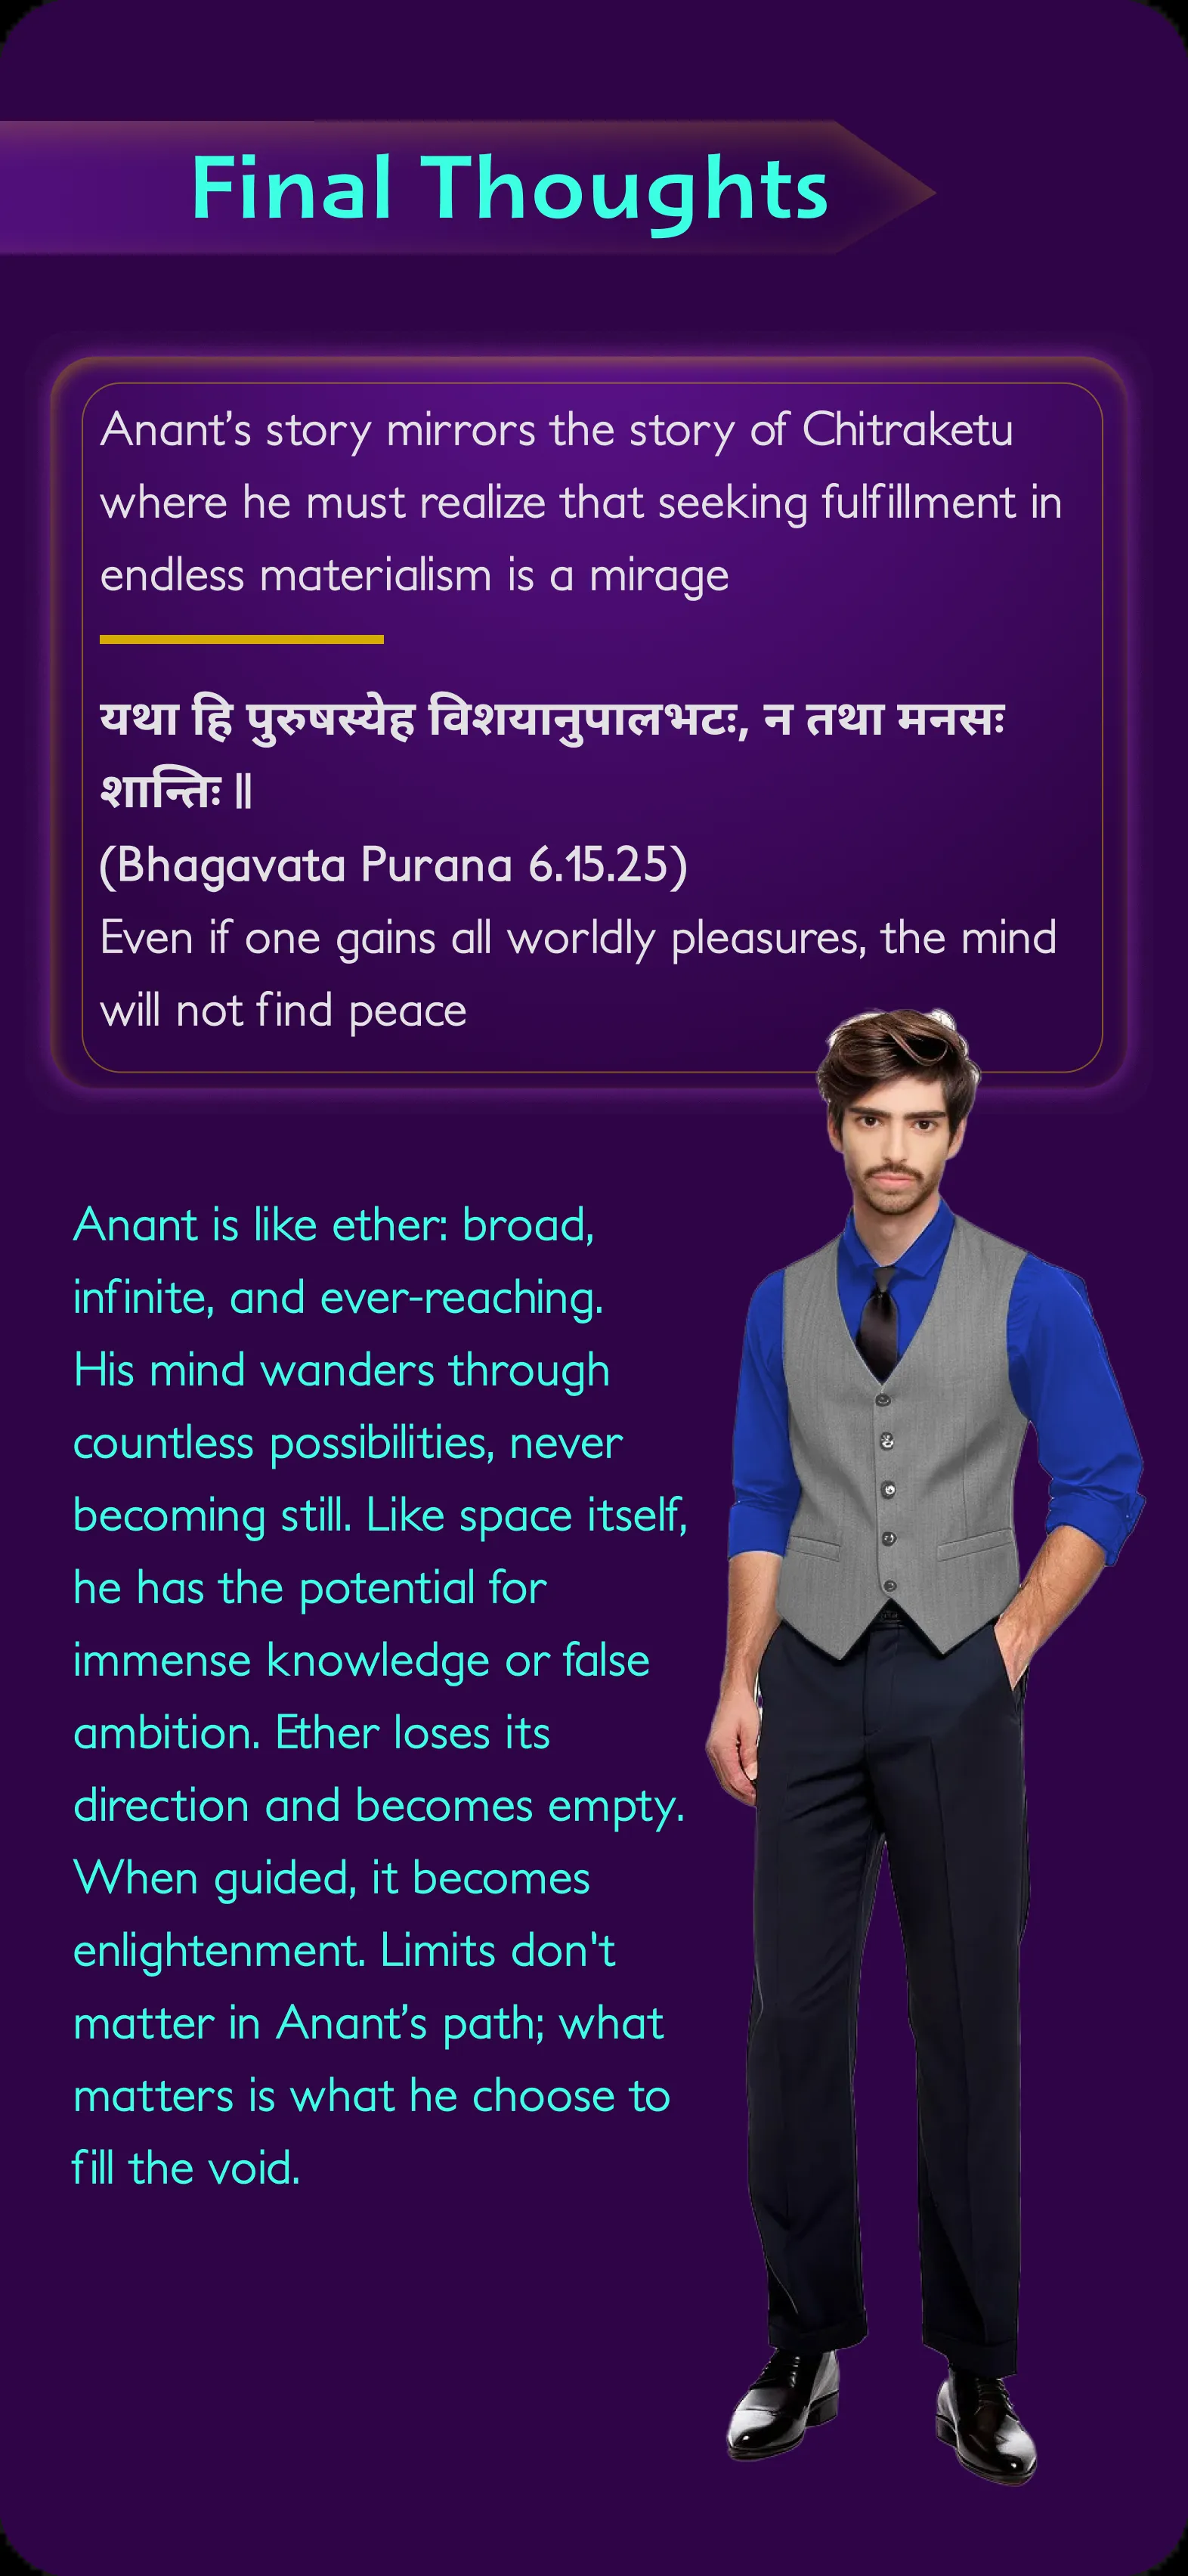 Final Thoughts
Anant’s story mirrors the story of Chitraketu
where he must realize that seeking fulfillment in
endless materialism is a mirage
यथा हि पुरुषस्येह विशयानुपालभटः, न तथा मनसः
शान्तिः ॥
(Bhagavata Purana 6.15.25)
Even if one gains all worldly pleasures, the mind
will not find peace
Anant is like ether: broad,
infinite, and ever-reaching.
His mind wanders through
countless possibilities, never
becoming still. Like space itself,
he has the potential for
immense knowledge or false
ambition. Ether loses its
direction and becomes empty.
When guided, it becomes
enlightenment. Limits don't
matter in Anant’s path; what
matters is what he choose to
fill the void.